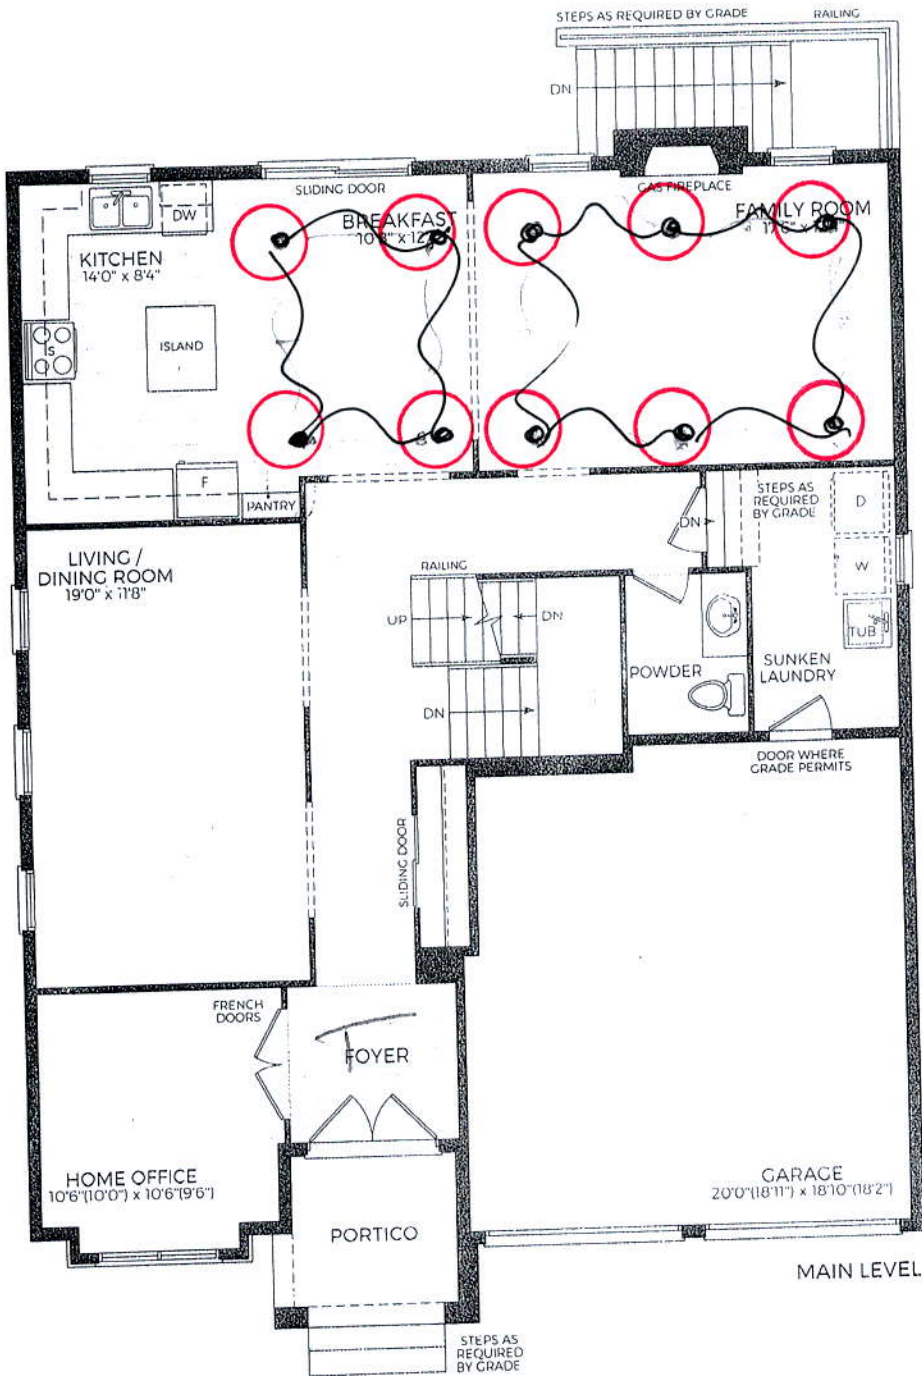 STEPS AS REQUIRED BY GRADE
RAILING
DN
SLIDING DOOR
GAS FIREPLACE
DW
BREAKFAST
FAMILY ROOM
KITCHEN
14'0" x 8'4"
S
ISLAND
F
PANTRY
STEPS AS
REQUIRED
BY GRADE
D
DN
W
LIVING /
DINING ROOM
19'0" x 11'8"
RAILING
UP
DN
TUB
POWDER
SUNKEN
LAUNDRY
DN
DOOR WHERE
GRADE PERMITS
SLIDING DOOR
FRENCH
DOORS
FOYER
HOME OFFICE
10'6"(10'0") x 10'6"(9'6")
GARAGE
20'0"(18'11") x 18'10"(18'2")
PORTICO
MAIN LEVEL
STEPS AS
REQUIRED
BY GRADE